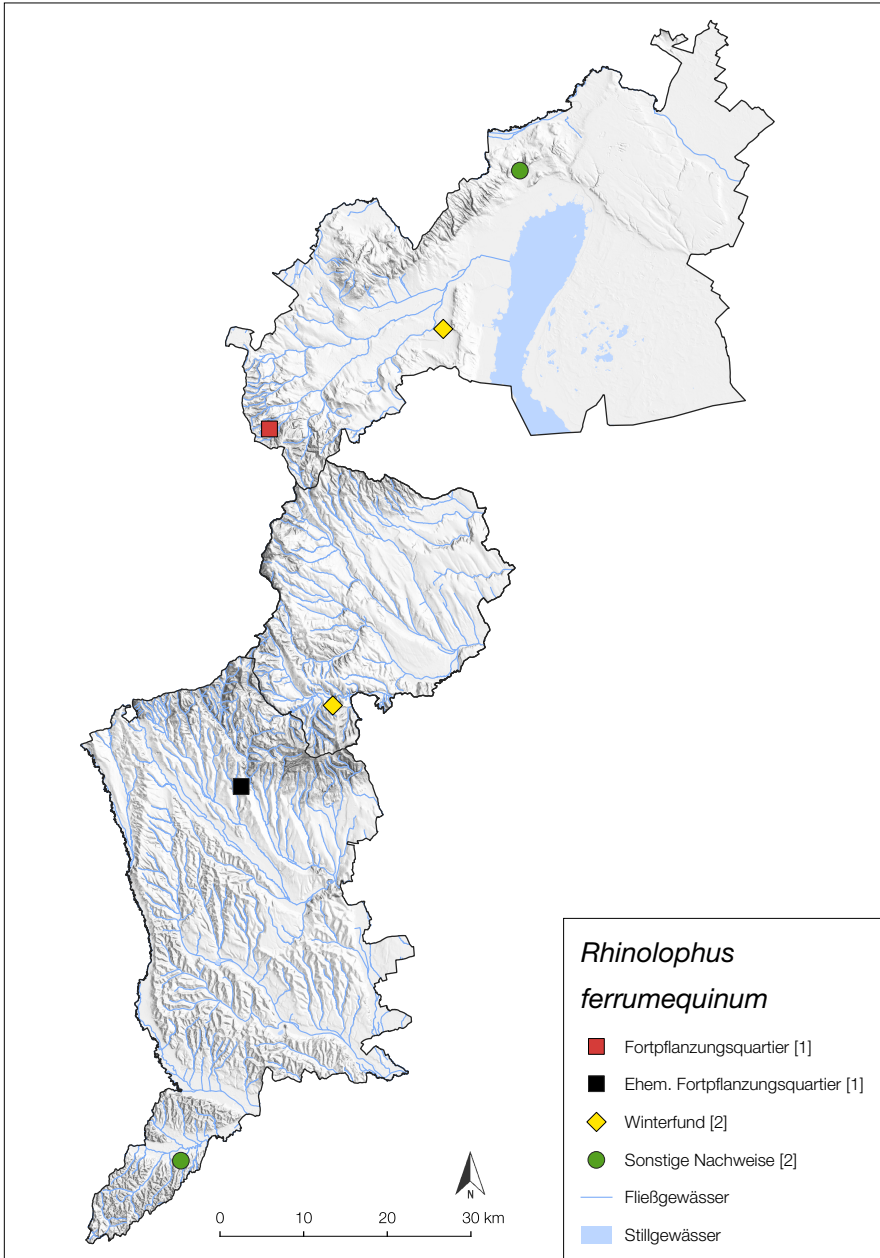 Rhinolophus
ferrumequinum
Fortpflanzungsquartier [1]
Ehem. Fortpflanzungsquartier [1]
Winterfund [2]
Sonstige Nachweise [2]
Fließgewässer
Stillgewässer
N
0 10 20 30 km